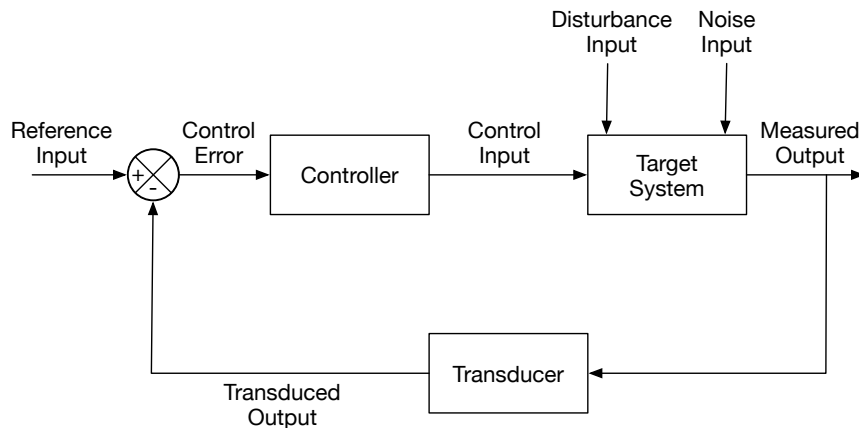 Disturbance
Input
Noise
Input
Reference
Input
+
-
Control
Error
Controller
Control
Input
Target
System
Measured
Output
Transducer
Transduced
Output